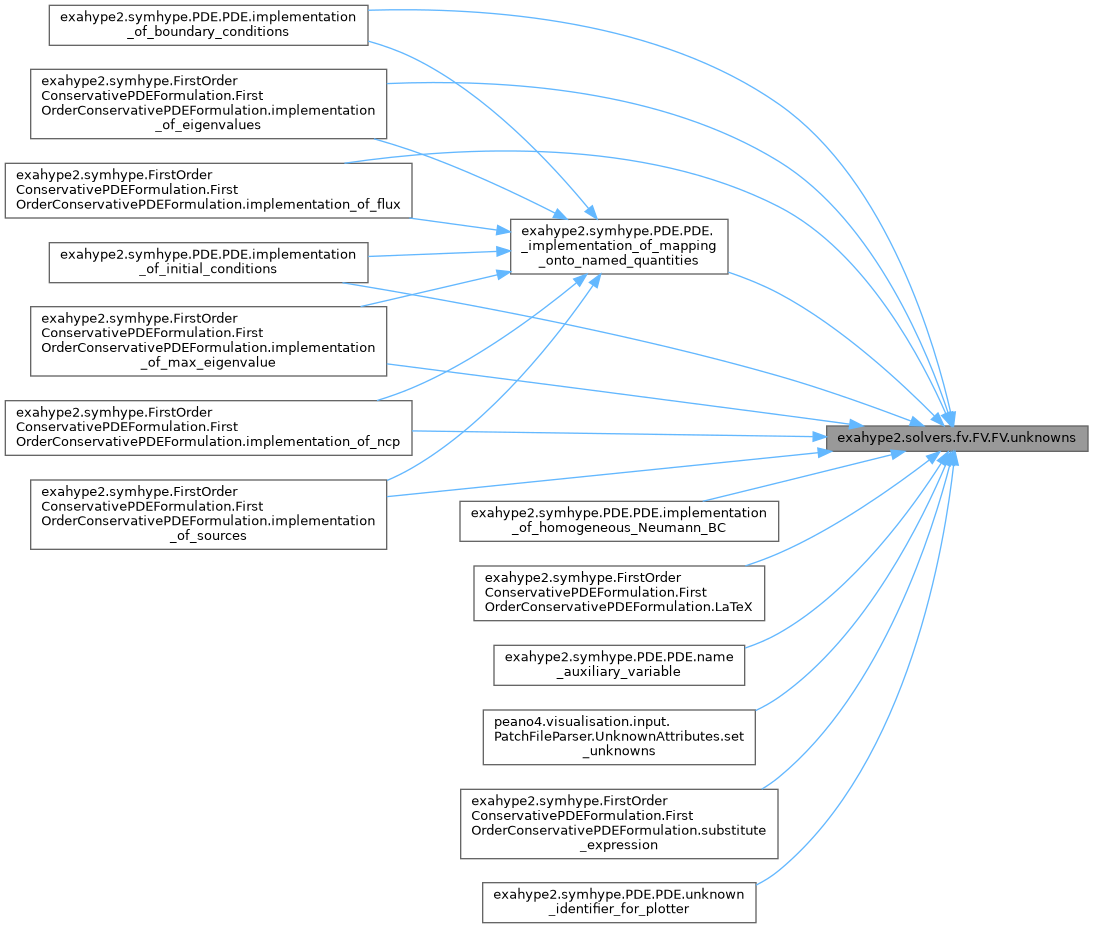 exahype2.symhype.PDE.PDE.implementation
_of_boundary_conditions
exahype2.symhype.FirstOrder
ConservativePDEFormulation.First
OrderConservativePDEFormulation.implementation
_of_eigenvalues
exahype2.symhype.FirstOrder
ConservativePDEFormulation.First
OrderConservativePDEFormulation.implementation_of_flux
exahype2.symhype.PDE.PDE.implementation
_of_initial_conditions
exahype2.symhype.FirstOrder
ConservativePDEFormulation.First
OrderConservativePDEFormulation.implementation
_of_max_eigenvalue
exahype2.symhype.FirstOrder
ConservativePDEFormulation.First
OrderConservativePDEFormulation.implementation_of_ncp
exahype2.symhype.FirstOrder
ConservativePDEFormulation.First
OrderConservativePDEFormulation.implementation
_of_sources
exahype2.symhype.PDE.PDE.
_implementation_of_mapping
_onto_named_quantities
exahype2.solvers.fv.FV.FV.unknowns
exahype2.symhype.PDE.PDE.implementation
_of_homogeneous_Neumann_BC
exahype2.symhype.FirstOrder
ConservativePDEFormulation.First
OrderConservativePDEFormulation.LaTeX
exahype2.symhype.PDE.PDE.name
_auxiliary_variable
peano4.visualisation.input.
PatchFileParser.UnknownAttributes.set
_unknowns
exahype2.symhype.FirstOrder
ConservativePDEFormulation.First
OrderConservativePDEFormulation.substitute
_expression
exahype2.symhype.PDE.PDE.unknown
_identifier_for_plotter